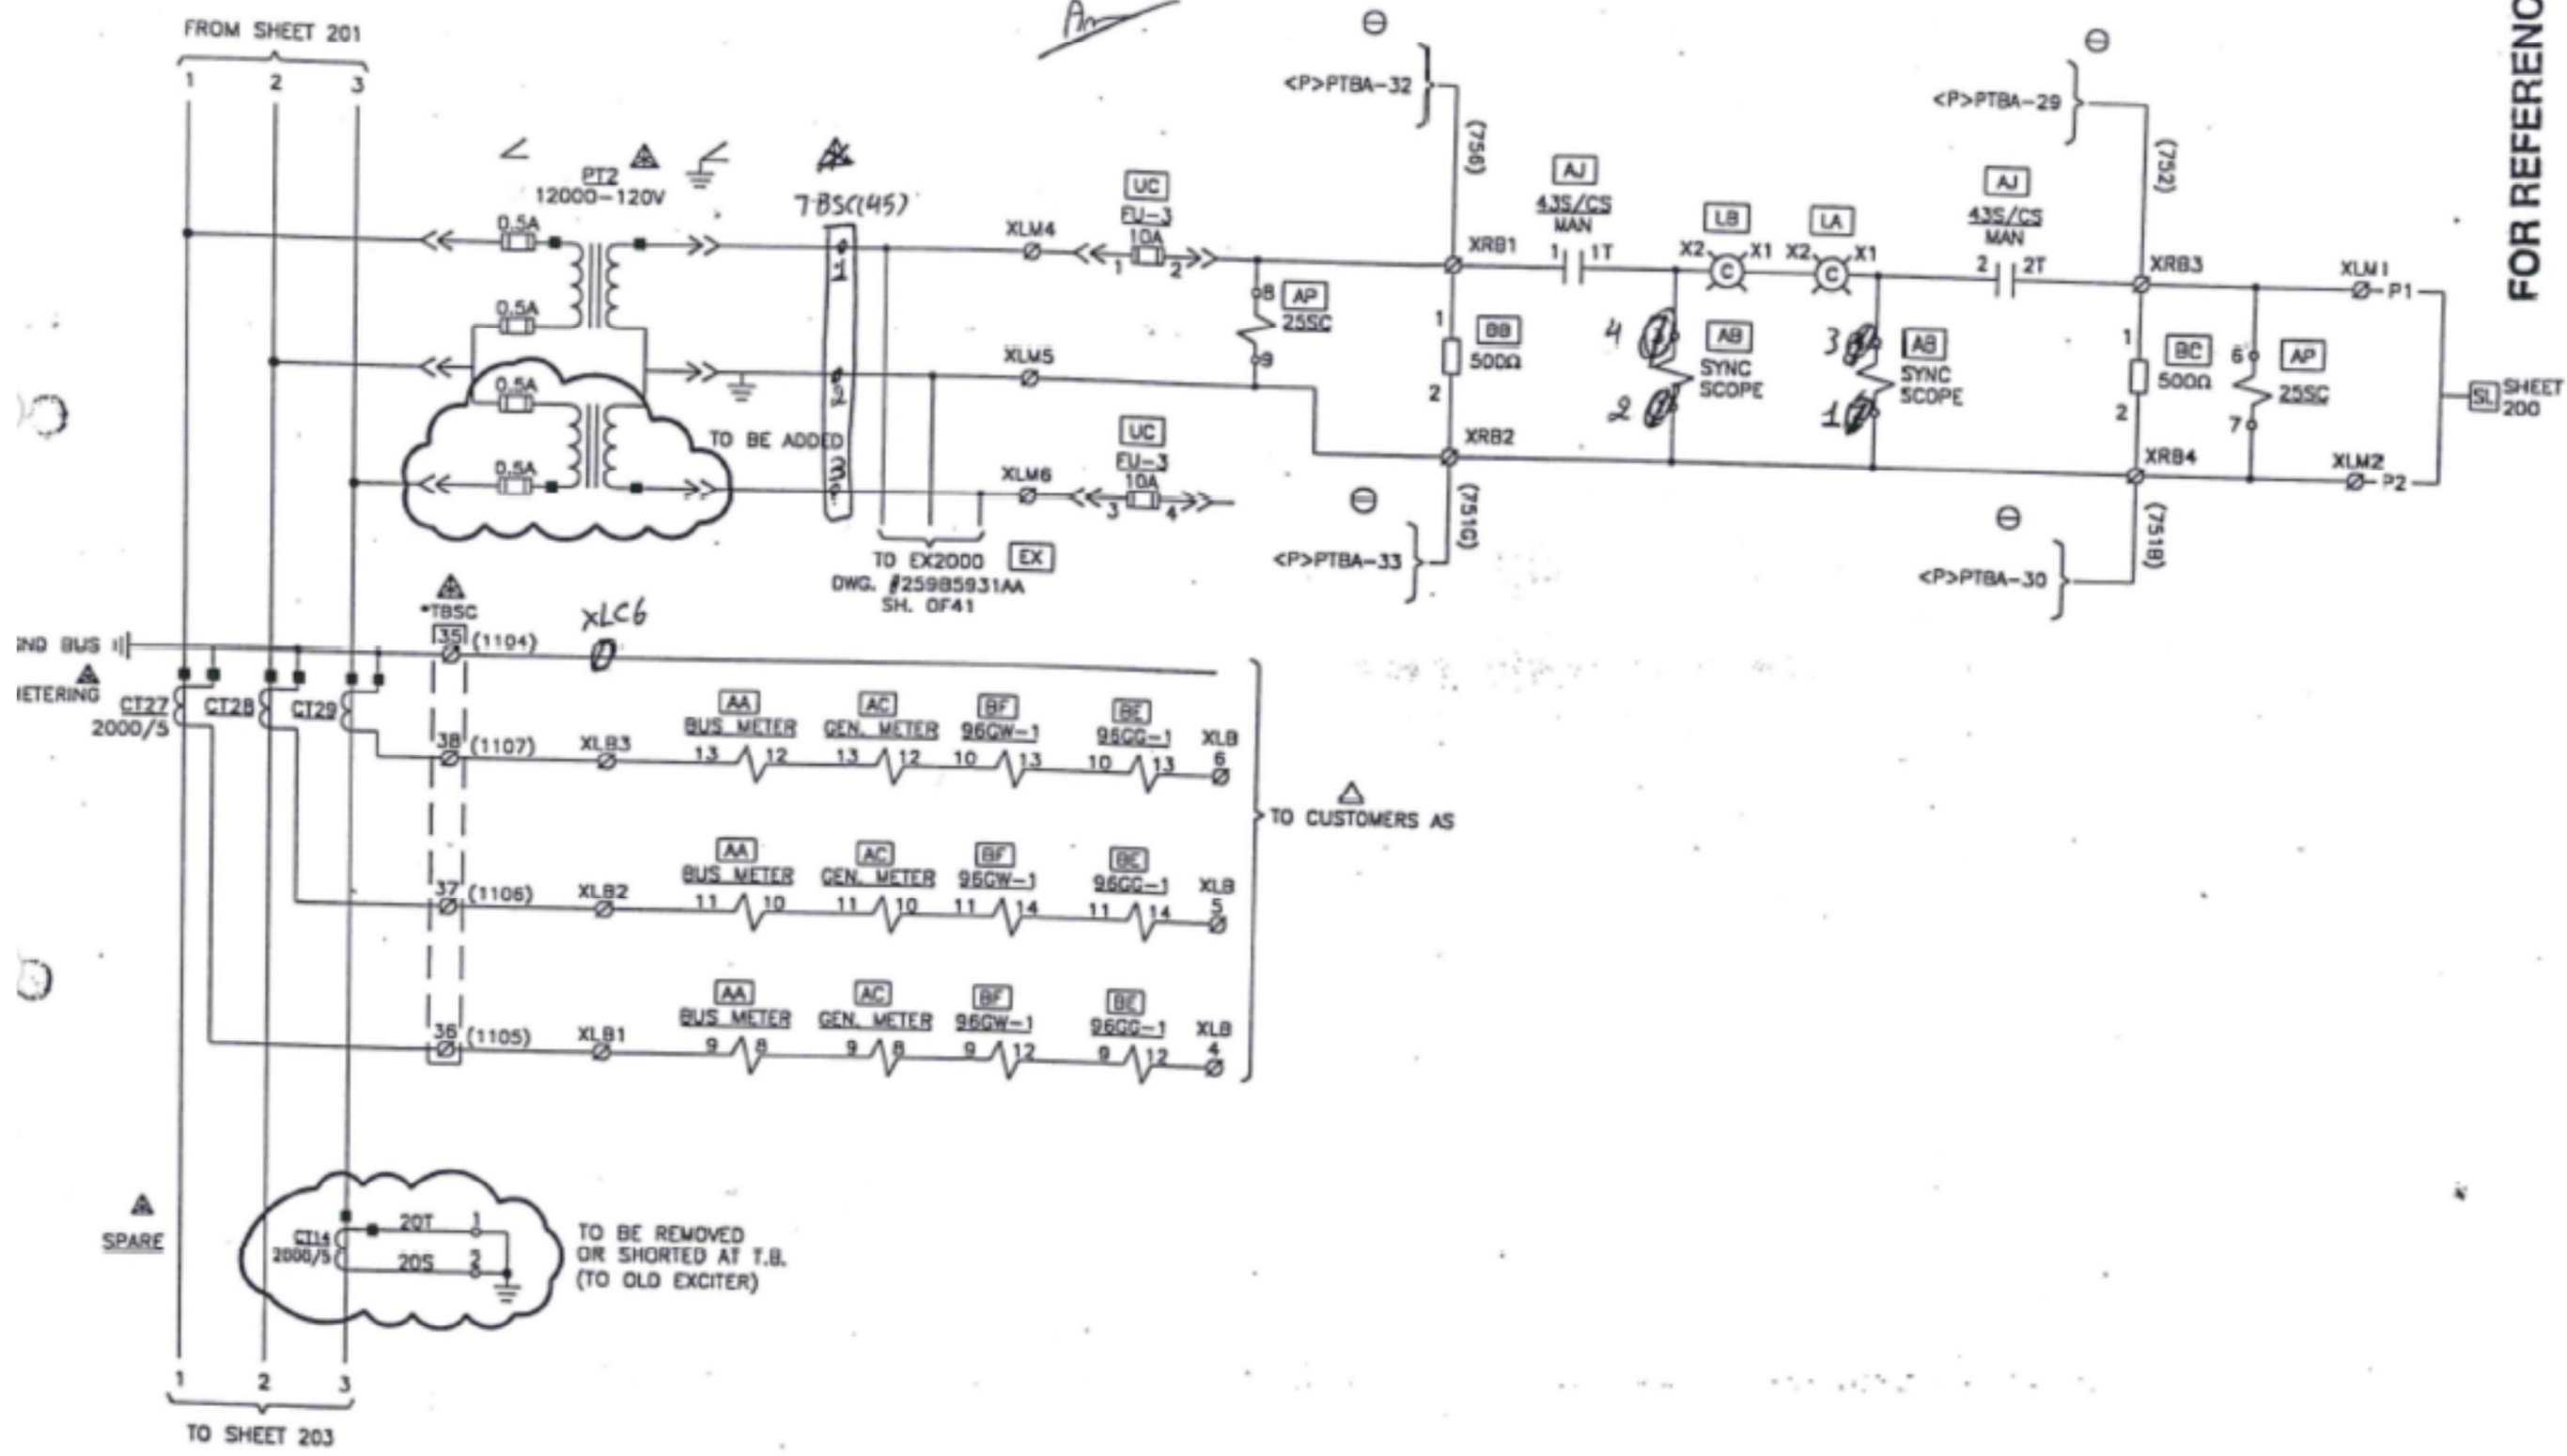 FROM SHEET 201
1 2 3
FOR REFERENC
<P>PTBA-32
(756)
<P>PTBA-29
(752)
PT2
12000-120V
TBSC(45)
0.5A
0.5A
0.5A
0.5A
TO BE ADDED
XLM4
UC
FU-3
10A
1 2
XLM5
XLM6
UC
FU-3
10A
3 4
8 AP
25SC
9
XRB1
1 BB
500Ω
2
XRB2
AJ
43S/CS
MAN
1 1T
LB
X2 X1
C
LA
X2 X1
C
AJ
43S/CS
MAN
2 2T
4 AB
SYNC
SCOPE
2
3 AB
SYNC
SCOPE
1
XRB3
1 BC
500Ω
2
XRB4
6 AP
25SC
7
XLM1 P1
XLM2 P2
SL SHEET
200
(751G)
<P>PTBA-33
(751B)
<P>PTBA-30
TO EX2000 EX
DWG. #259B5931AA
SH. 0F41
*TBSC
XLC6
GND BUS
35 (1104)
METERING
CT27
2000/5
CT28
CT29
38 (1107) XLB3
AA
BUS METER
13 12
AC
GEN. METER
13 12
BF
96GW-1
10 13
BE
96GG-1
10 13
XLB
6
TO CUSTOMERS AS
37 (1106) XLB2
AA
BUS METER
11 10
AC
GEN. METER
11 10
BF
96GW-1
11 14
BE
96GG-1
11 14
XLB
5
36 (1105) XLB1
AA
BUS METER
9 8
AC
GEN. METER
9 8
BF
96GW-1
9 12
BE
96GG-1
9 12
XLB
4
SPARE
CT14
2000/5
20T 1
20S 2
TO BE REMOVED
OR SHORTED AT T.B.
(TO OLD EXCITER)
1 2 3
TO SHEET 203